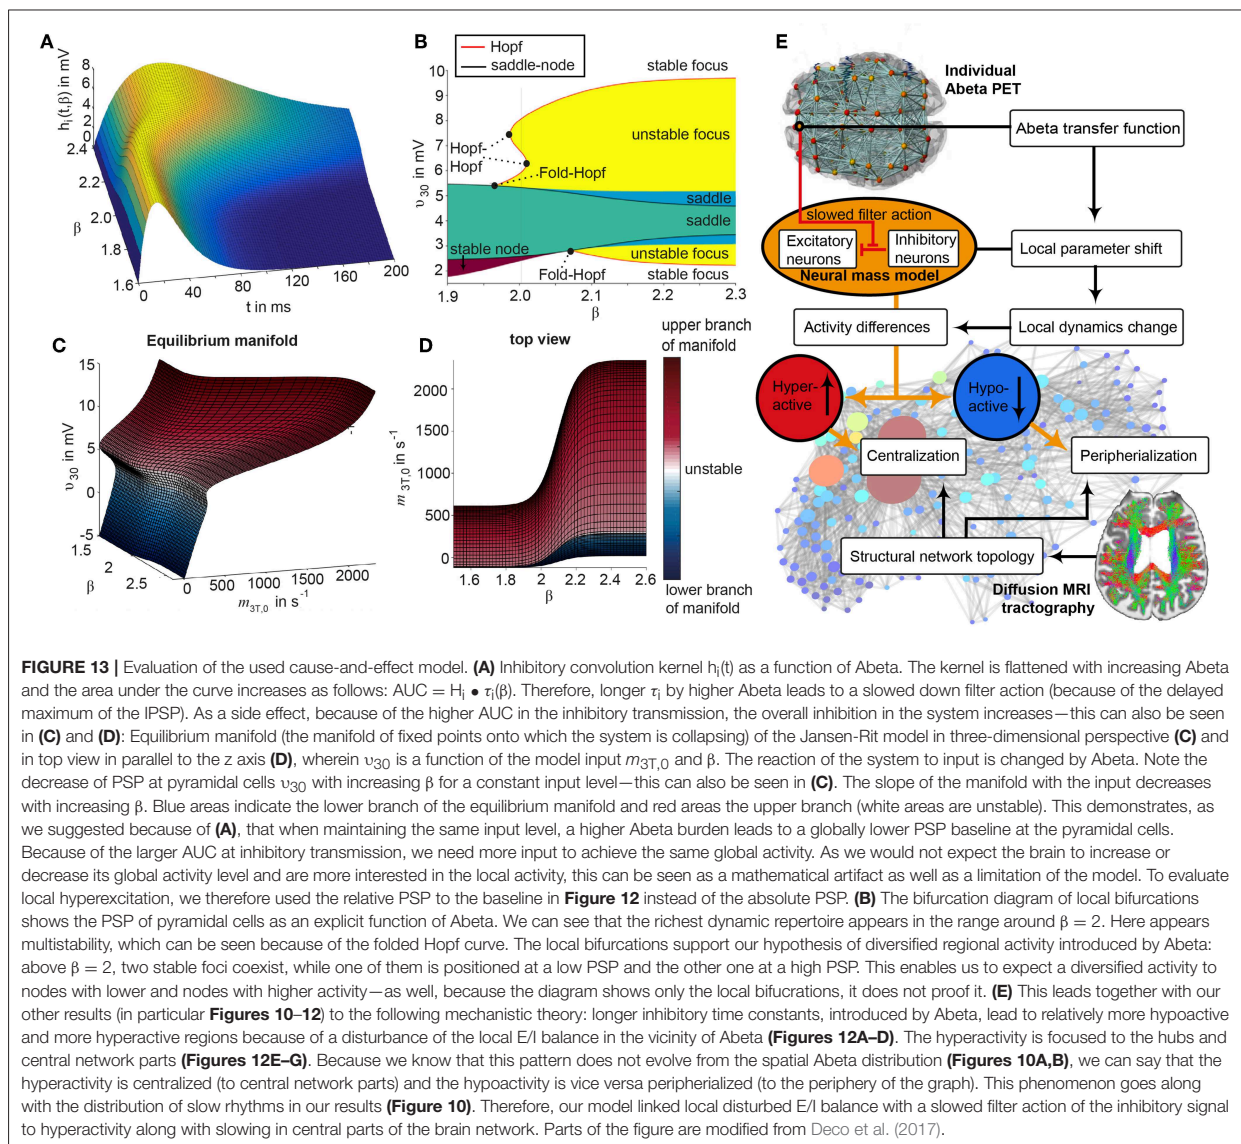 A
h_i(t,β) in mV
8
6
4
2
0
2.4
2.2
2.0
1.8
1.6
β
0
40
80
120
160
200
t in ms
B
Hopf
saddle-node
10
9
8
7
6
5
4
3
2
υ_30 in mV
stable focus
unstable focus
Hopf-
Hopf
Fold-Hopf
saddle
saddle
stable node
unstable focus
Fold-Hopf
stable focus
1.9
2.0
2.1
2.2
2.3
β
C
Equilibrium manifold
15
10
5
0
-5
υ_30 in mV
1.5
2
2.5
β
0
500
1000
1500
2000
m_3T,0 in s^-1
D
top view
2000
1500
1000
500
0
m_3T,0 in s^-1
1.6
1.8
2
2.2
2.4
2.6
β
upper branch
of manifold
unstable
lower branch
of manifold
E
Individual
Abeta PET
Abeta transfer function
slowed filter action
Excitatory
neurons
Inhibitory
neurons
Neural mass model
Local parameter shift
Activity differences
Local dynamics change
Hyper-
active
Hypo-
active
Centralization
Peripherialization
Structural network topology
Diffusion MRI
tractography
FIGURE 13 | Evaluation of the used cause-and-effect model. (A) Inhibitory convolution kernel h_i(t) as a function of Abeta. The kernel is flattened with increasing Abeta
and the area under the curve increases as follows: AUC = H_i • τ_i(β). Therefore, longer τ_i by higher Abeta leads to a slowed down filter action (because of the delayed
maximum of the IPSP). As a side effect, because of the higher AUC in the inhibitory transmission, the overall inhibition in the system increases—this can also be seen
in (C) and (D): Equilibrium manifold (the manifold of fixed points onto which the system is collapsing) of the Jansen-Rit model in three-dimensional perspective (C) and
in top view in parallel to the z axis (D), wherein υ_30 is a function of the model input m_3T,0 and β. The reaction of the system to input is changed by Abeta. Note the
decrease of PSP at pyramidal cells υ_30 with increasing β for a constant input level—this can also be seen in (C). The slope of the manifold with the input decreases
with increasing β. Blue areas indicate the lower branch of the equilibrium manifold and red areas the upper branch (white areas are unstable). This demonstrates, as
we suggested because of (A), that when maintaining the same input level, a higher Abeta burden leads to a globally lower PSP baseline at the pyramidal cells.
Because of the larger AUC at inhibitory transmission, we need more input to achieve the same global activity. As we would not expect the brain to increase or
decrease its global activity level and are more interested in the local activity, this can be seen as a mathematical artifact as well as a limitation of the model. To evaluate
local hyperexcitation, we therefore used the relative PSP to the baseline in Figure 12 instead of the absolute PSP. (B) The bifurcation diagram of local bifurcations
shows the PSP of pyramidal cells as an explicit function of Abeta. We can see that the richest dynamic repertoire appears in the range around β = 2. Here appears
multistability, which can be seen because of the folded Hopf curve. The local bifurcations support our hypothesis of diversified regional activity introduced by Abeta:
above β = 2, two stable foci coexist, while one of them is positioned at a low PSP and the other one at a high PSP. This enables us to expect a diversified activity to
nodes with lower and nodes with higher activity—as well, because the diagram shows only the local bifucrations, it does not proof it. (E) This leads together with our
other results (in particular Figures 10–12) to the following mechanistic theory: longer inhibitory time constants, introduced by Abeta, lead to relatively more hypoactive
and more hyperactive regions because of a disturbance of the local E/I balance in the vicinity of Abeta (Figures 12A–D). The hyperactivity is focused to the hubs and
central network parts (Figures 12E–G). Because we know that this pattern does not evolve from the spatial Abeta distribution (Figures 10A,B), we can say that the
hyperactivity is centralized (to central network parts) and the hypoactivity is vice versa peripherialized (to the periphery of the graph). This phenomenon goes along
with the distribution of slow rhythms in our results (Figure 10). Therefore, our model linked local disturbed E/I balance with a slowed filter action of the inhibitory signal
to hyperactivity along with slowing in central parts of the brain network. Parts of the figure are modified from Deco et al. (2017).